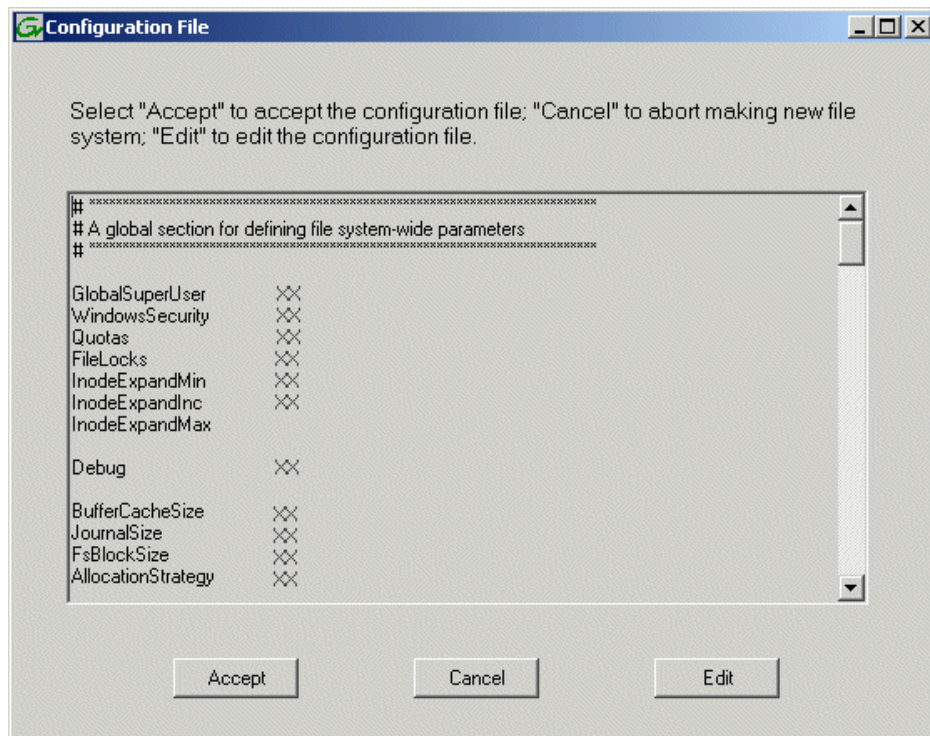 Configuration File
Select "Accept" to accept the configuration file; "Cancel" to abort making new file
system; "Edit" to edit the configuration file.
# ****************************************************************************
# A global section for defining file system-wide parameters
# ****************************************************************************
GlobalSuperUser XX
WindowsSecurity XX
Quotas XX
FileLocks XX
InodeExpandMin XX
InodeExpandInc XX
InodeExpandMax
Debug XX
BufferCacheSize XX
JournalSize XX
FsBlockSize XX
AllocationStrategy XX
Accept Cancel Edit